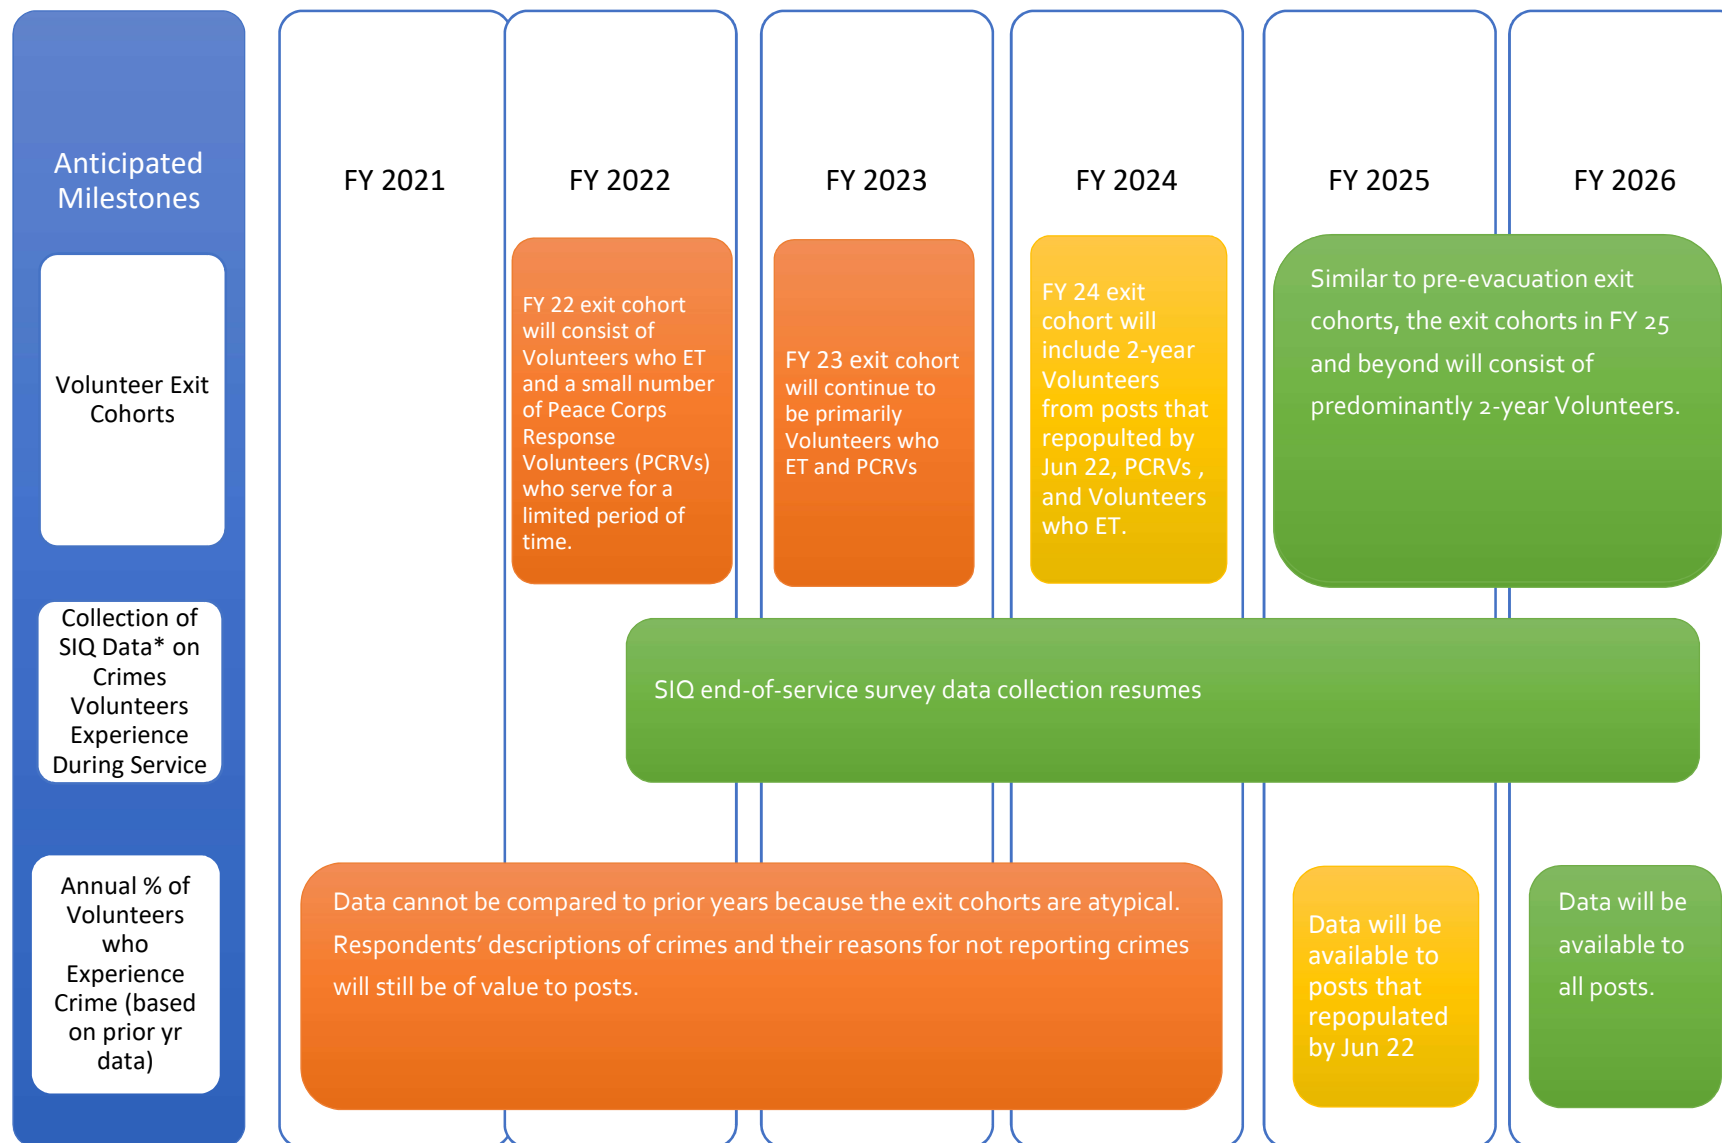 Anticipated
Milestones
FY 2021
FY 2022
FY 2023
FY 2024
FY 2025
FY 2026
Volunteer Exit
Cohorts
FY 22 exit cohort
will consist of
Volunteers who ET
and a small number
of Peace Corps
Response
Volunteers (PCRVs)
who serve for a
limited period of
time.
FY 23 exit cohort
will continue to
be primarily
Volunteers who
ET and PCRVs
FY 24 exit
cohort will
include 2-year
Volunteers
from posts that
repopulted by
Jun 22, PCRVs ,
and Volunteers
who ET.
Similar to pre-evacuation exit
cohorts, the exit cohorts in FY 25
and beyond will consist of
predominantly 2-year Volunteers.
Collection of
SIQ Data* on
Crimes
Volunteers
Experience
During Service
SIQ end-of-service survey data collection resumes
Annual % of
Volunteers
who
Experience
Crime (based
on prior yr
data)
Data cannot be compared to prior years because the exit cohorts are atypical.
Respondents’ descriptions of crimes and their reasons for not reporting crimes
will still be of value to posts.
Data will be
available to
posts that
repopulated
by Jun 22
Data will be
available to
all posts.